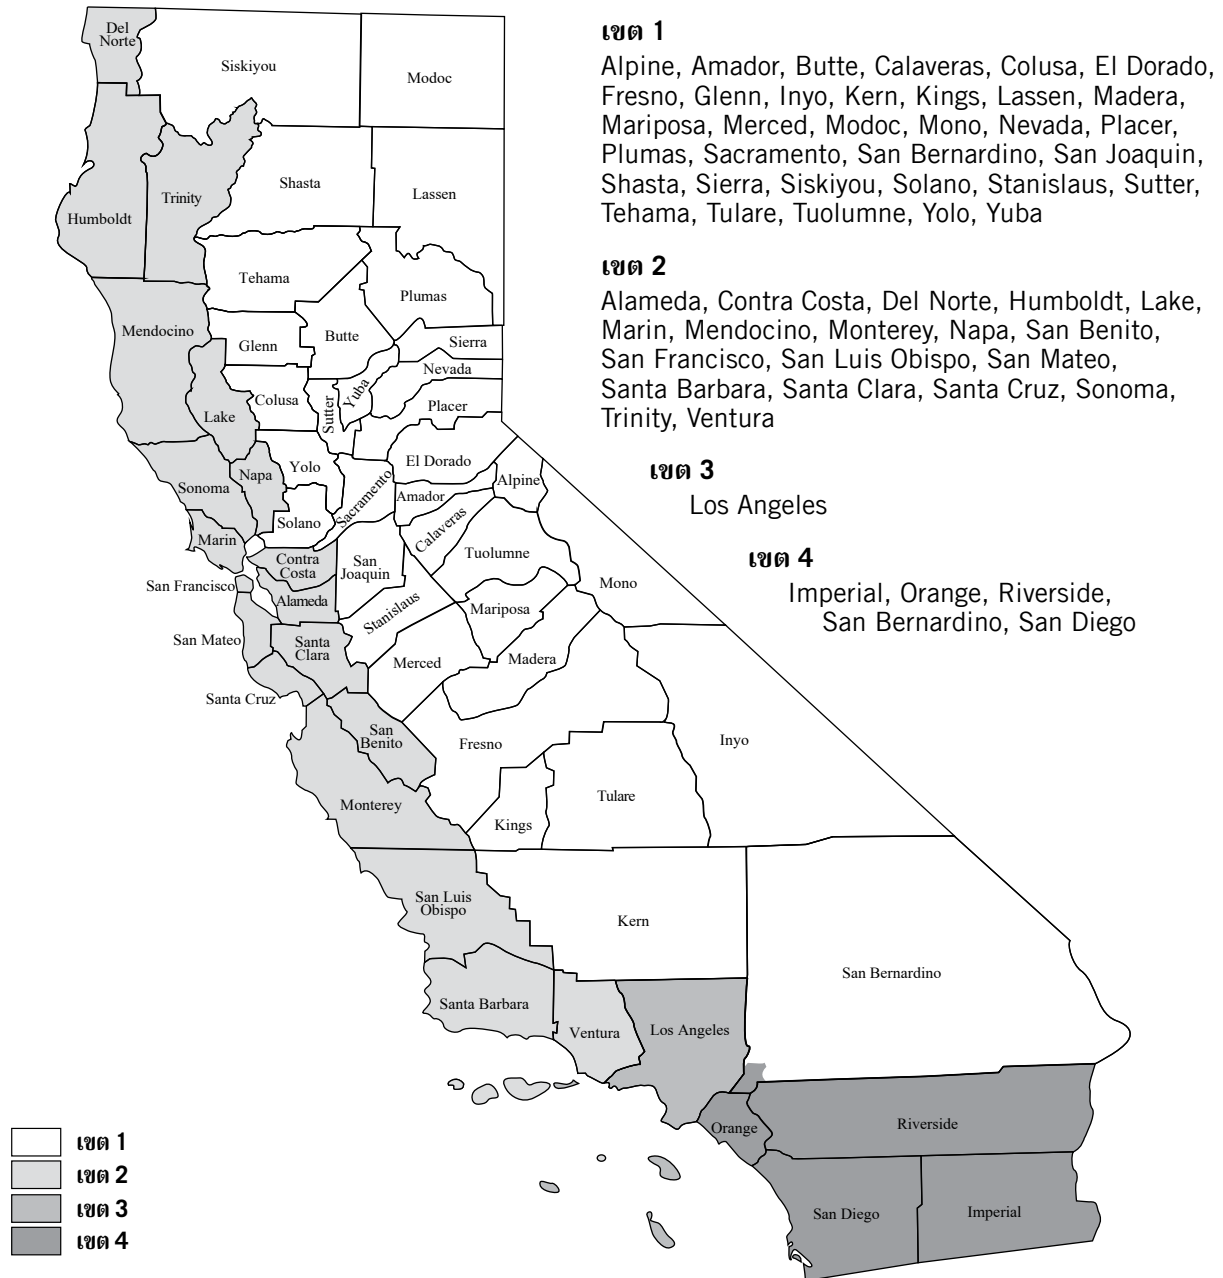 เขต 1
Alpine, Amador, Butte, Calaveras, Colusa, El Dorado,
Fresno, Glenn, Inyo, Kern, Kings, Lassen, Madera,
Mariposa, Merced, Modoc, Mono, Nevada, Placer,
Plumas, Sacramento, San Bernardino, San Joaquin,
Shasta, Sierra, Siskiyou, Solano, Stanislaus, Sutter,
Tehama, Tulare, Tuolumne, Yolo, Yuba
เขต 2
Alameda, Contra Costa, Del Norte, Humboldt, Lake,
Marin, Mendocino, Monterey, Napa, San Benito,
San Francisco, San Luis Obispo, San Mateo,
Santa Barbara, Santa Clara, Santa Cruz, Sonoma,
Trinity, Ventura
เขต 3
Los Angeles
เขต 4
Imperial, Orange, Riverside,
San Bernardino, San Diego
Del
Norte
Siskiyou
Modoc
Humboldt
Trinity
Shasta
Lassen
Tehama
Plumas
Mendocino
Glenn
Butte
Sierra
Nevada
Yuba
Sutter
Placer
Colusa
Lake
El Dorado
Yolo
Napa
Sonoma
Sacramento
Amador
Alpine
Solano
Calaveras
Marin
Tuolumne
Contra
Costa
San
Joaquin
Mono
San Francisco
Alameda
Stanislaus
Mariposa
San Mateo
Santa
Clara
Merced
Madera
Santa Cruz
San
Benito
Fresno
Inyo
Monterey
Kings
Tulare
San Luis
Obispo
Kern
San Bernardino
Santa Barbara
Ventura
Los Angeles
Orange
Riverside
San Diego
Imperial
เขต 1
เขต 2
เขต 3
เขต 4